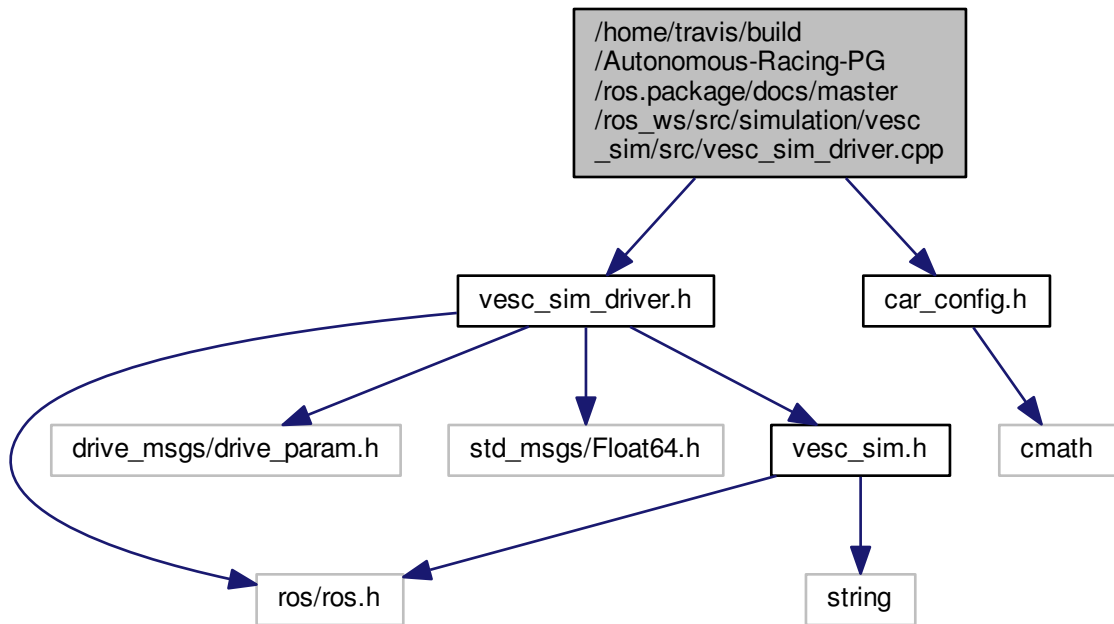 /home/travis/build
/Autonomous-Racing-PG
/ros.package/docs/master
/ros_ws/src/simulation/vesc
_sim/src/vesc_sim_driver.cpp
vesc_sim_driver.h
car_config.h
drive_msgs/drive_param.h
std_msgs/Float64.h
vesc_sim.h
cmath
ros/ros.h
string